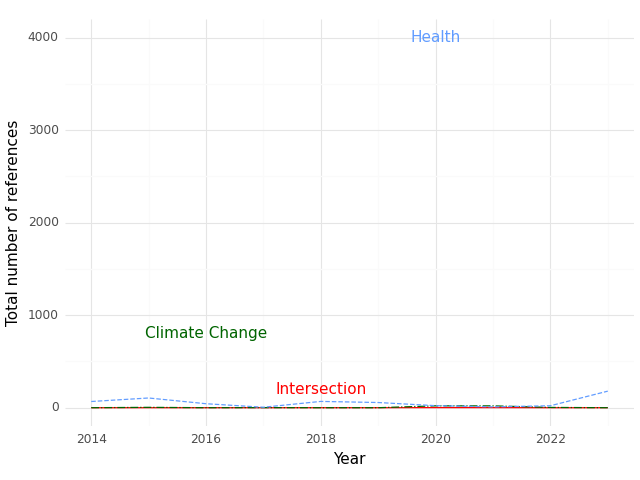 4000
Health
3000
2000
Total number of references
1000
Climate Change
Intersection
0
2014
2016
2018
2020
2022
Year